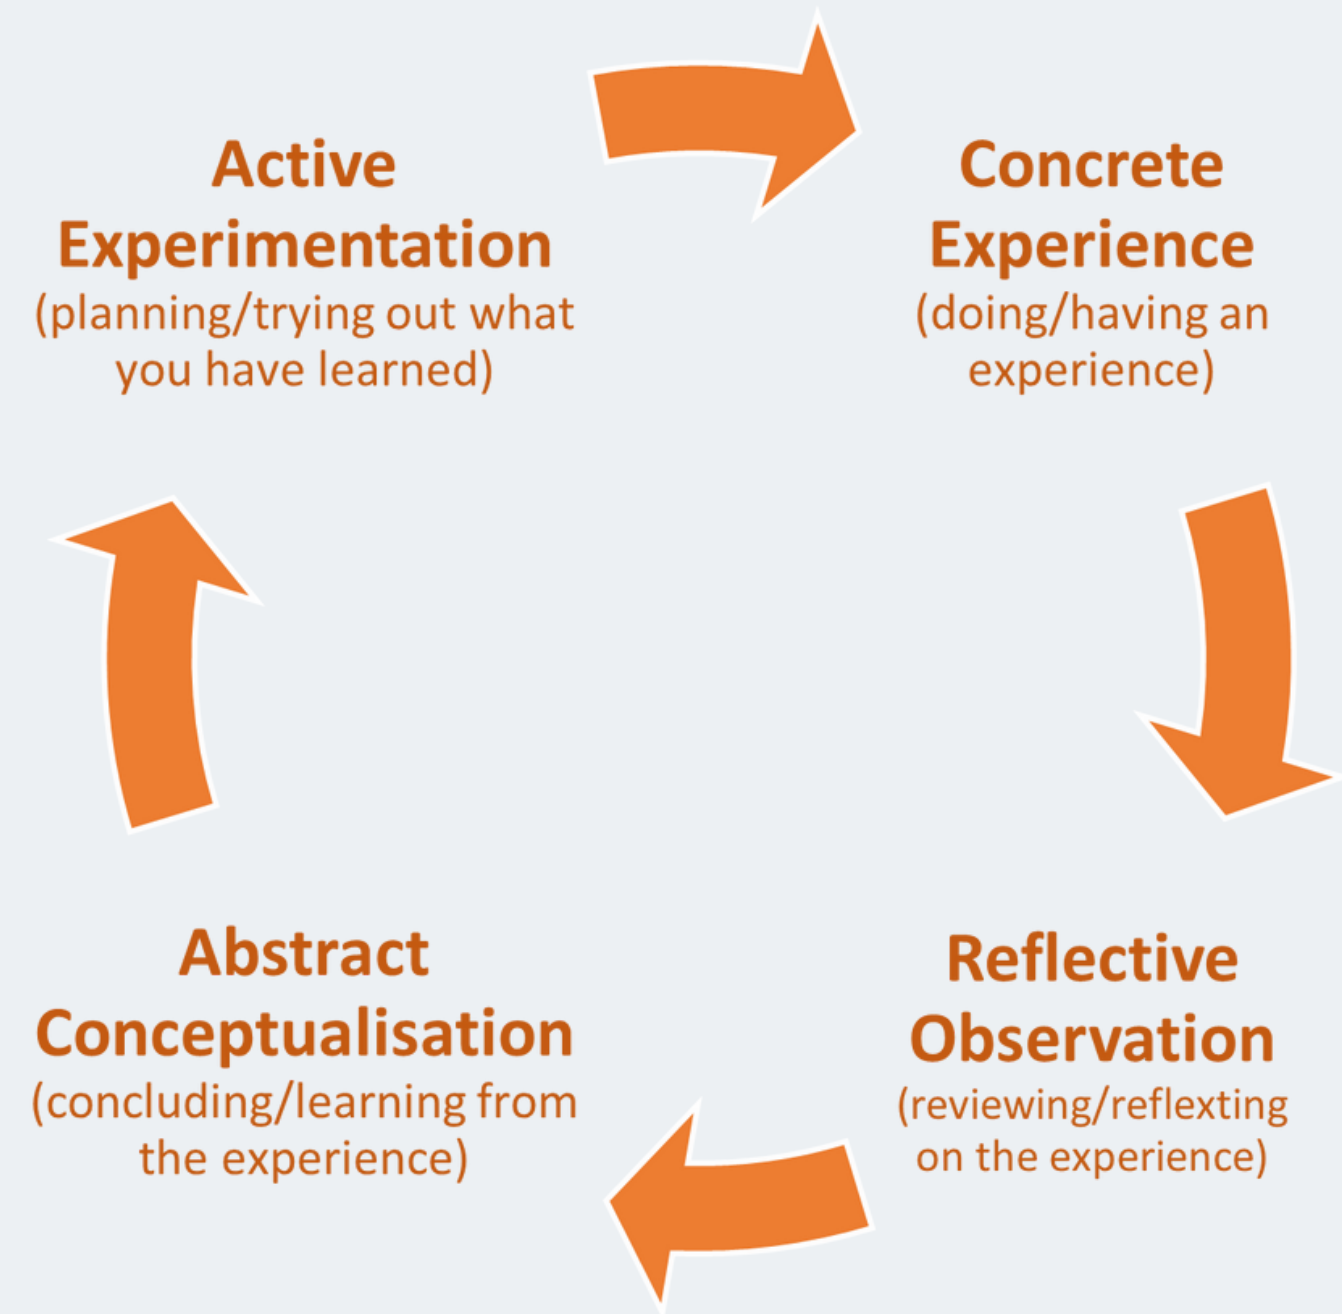 Active
Experimentation
(planning/trying out what
you have learned)
Concrete
Experience
(doing/having an
experience)
Abstract
Conceptualisation
(concluding/learning from
the experience)
Reflective
Observation
(reviewing/reflexting
on the experience)